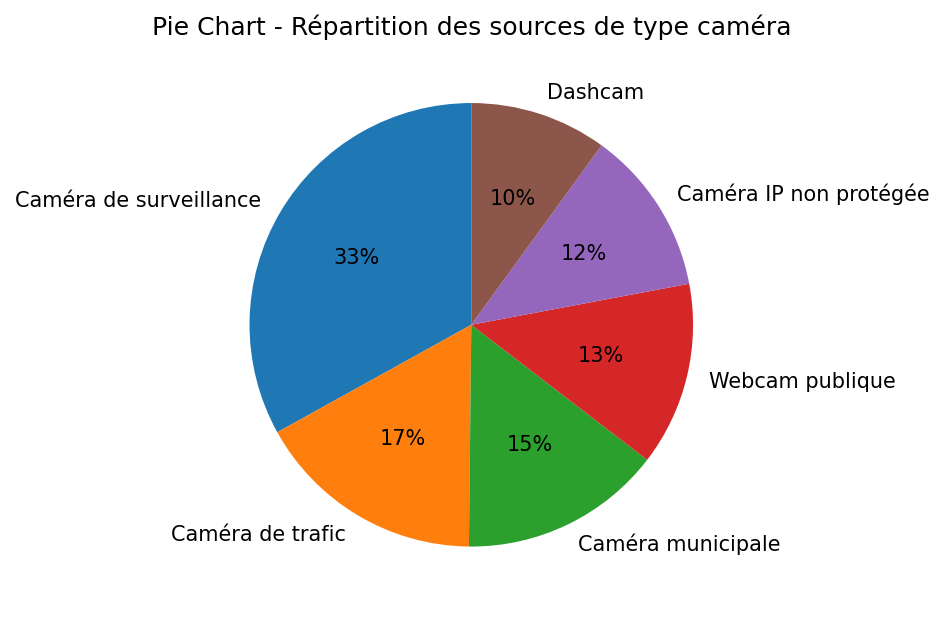 Pie Chart - Répartition des sources de type caméra
Dashcam
Caméra de surveillance
Caméra IP non protégée
10%
12%
33%
13%
Webcam publique
17%
15%
Caméra de trafic
Caméra municipale